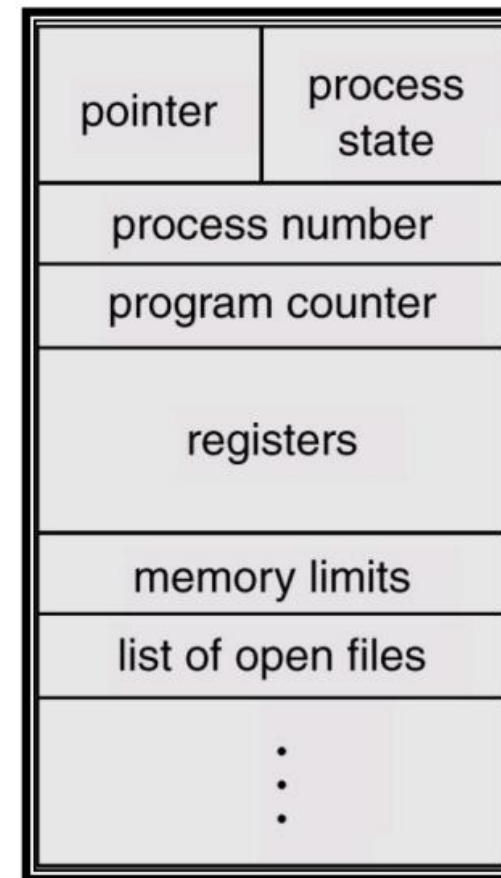 pointer
process
state
process number
program counter
registers
memory limits
list of open files